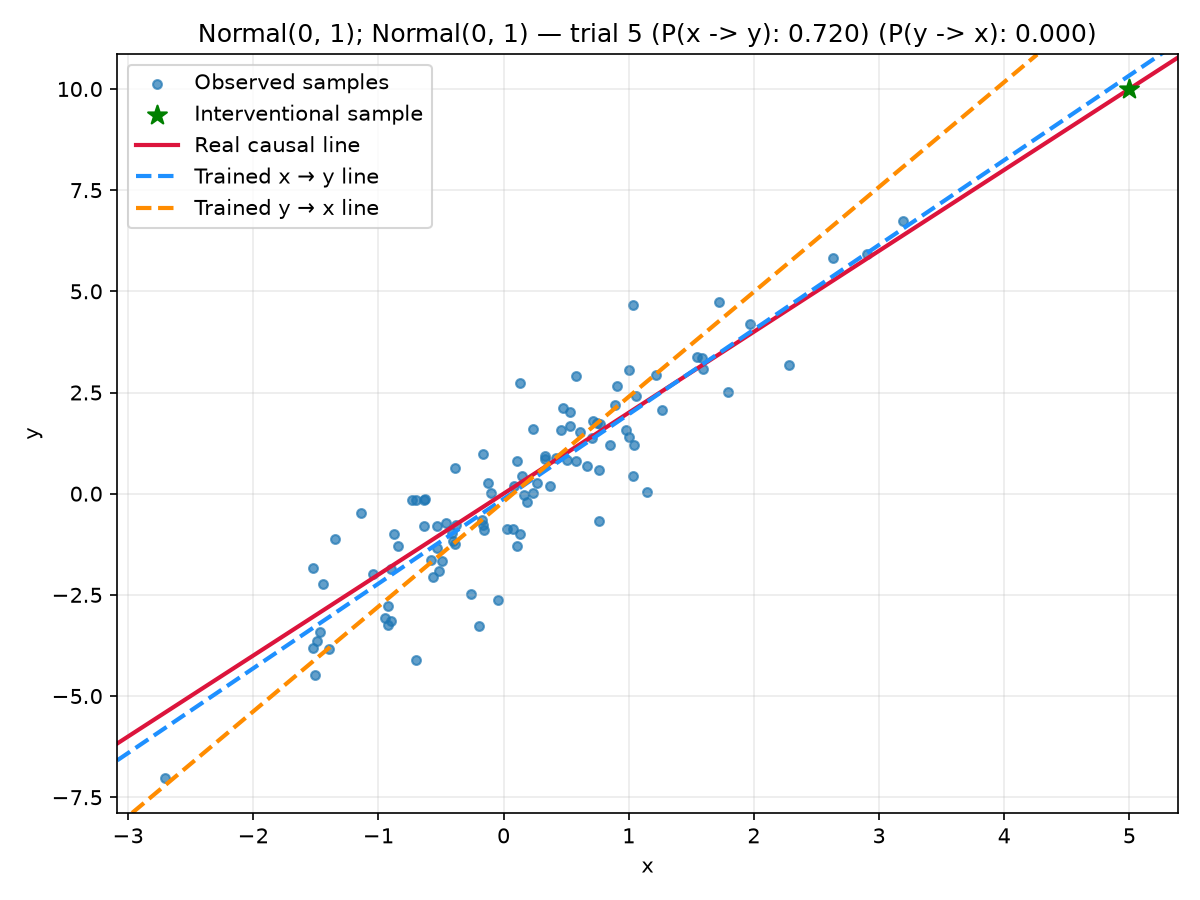 Normal(0, 1); Normal(0, 1) — trial 5 (P(x -> y): 0.720) (P(y -> x): 0.000)
Observed samples
Interventional sample
Real causal line
Trained x → y line
Trained y → x line
10.0
7.5
5.0
2.5
0.0
−2.5
−5.0
−7.5
y
−3 −2 −1 0 1 2 3 4 5
x